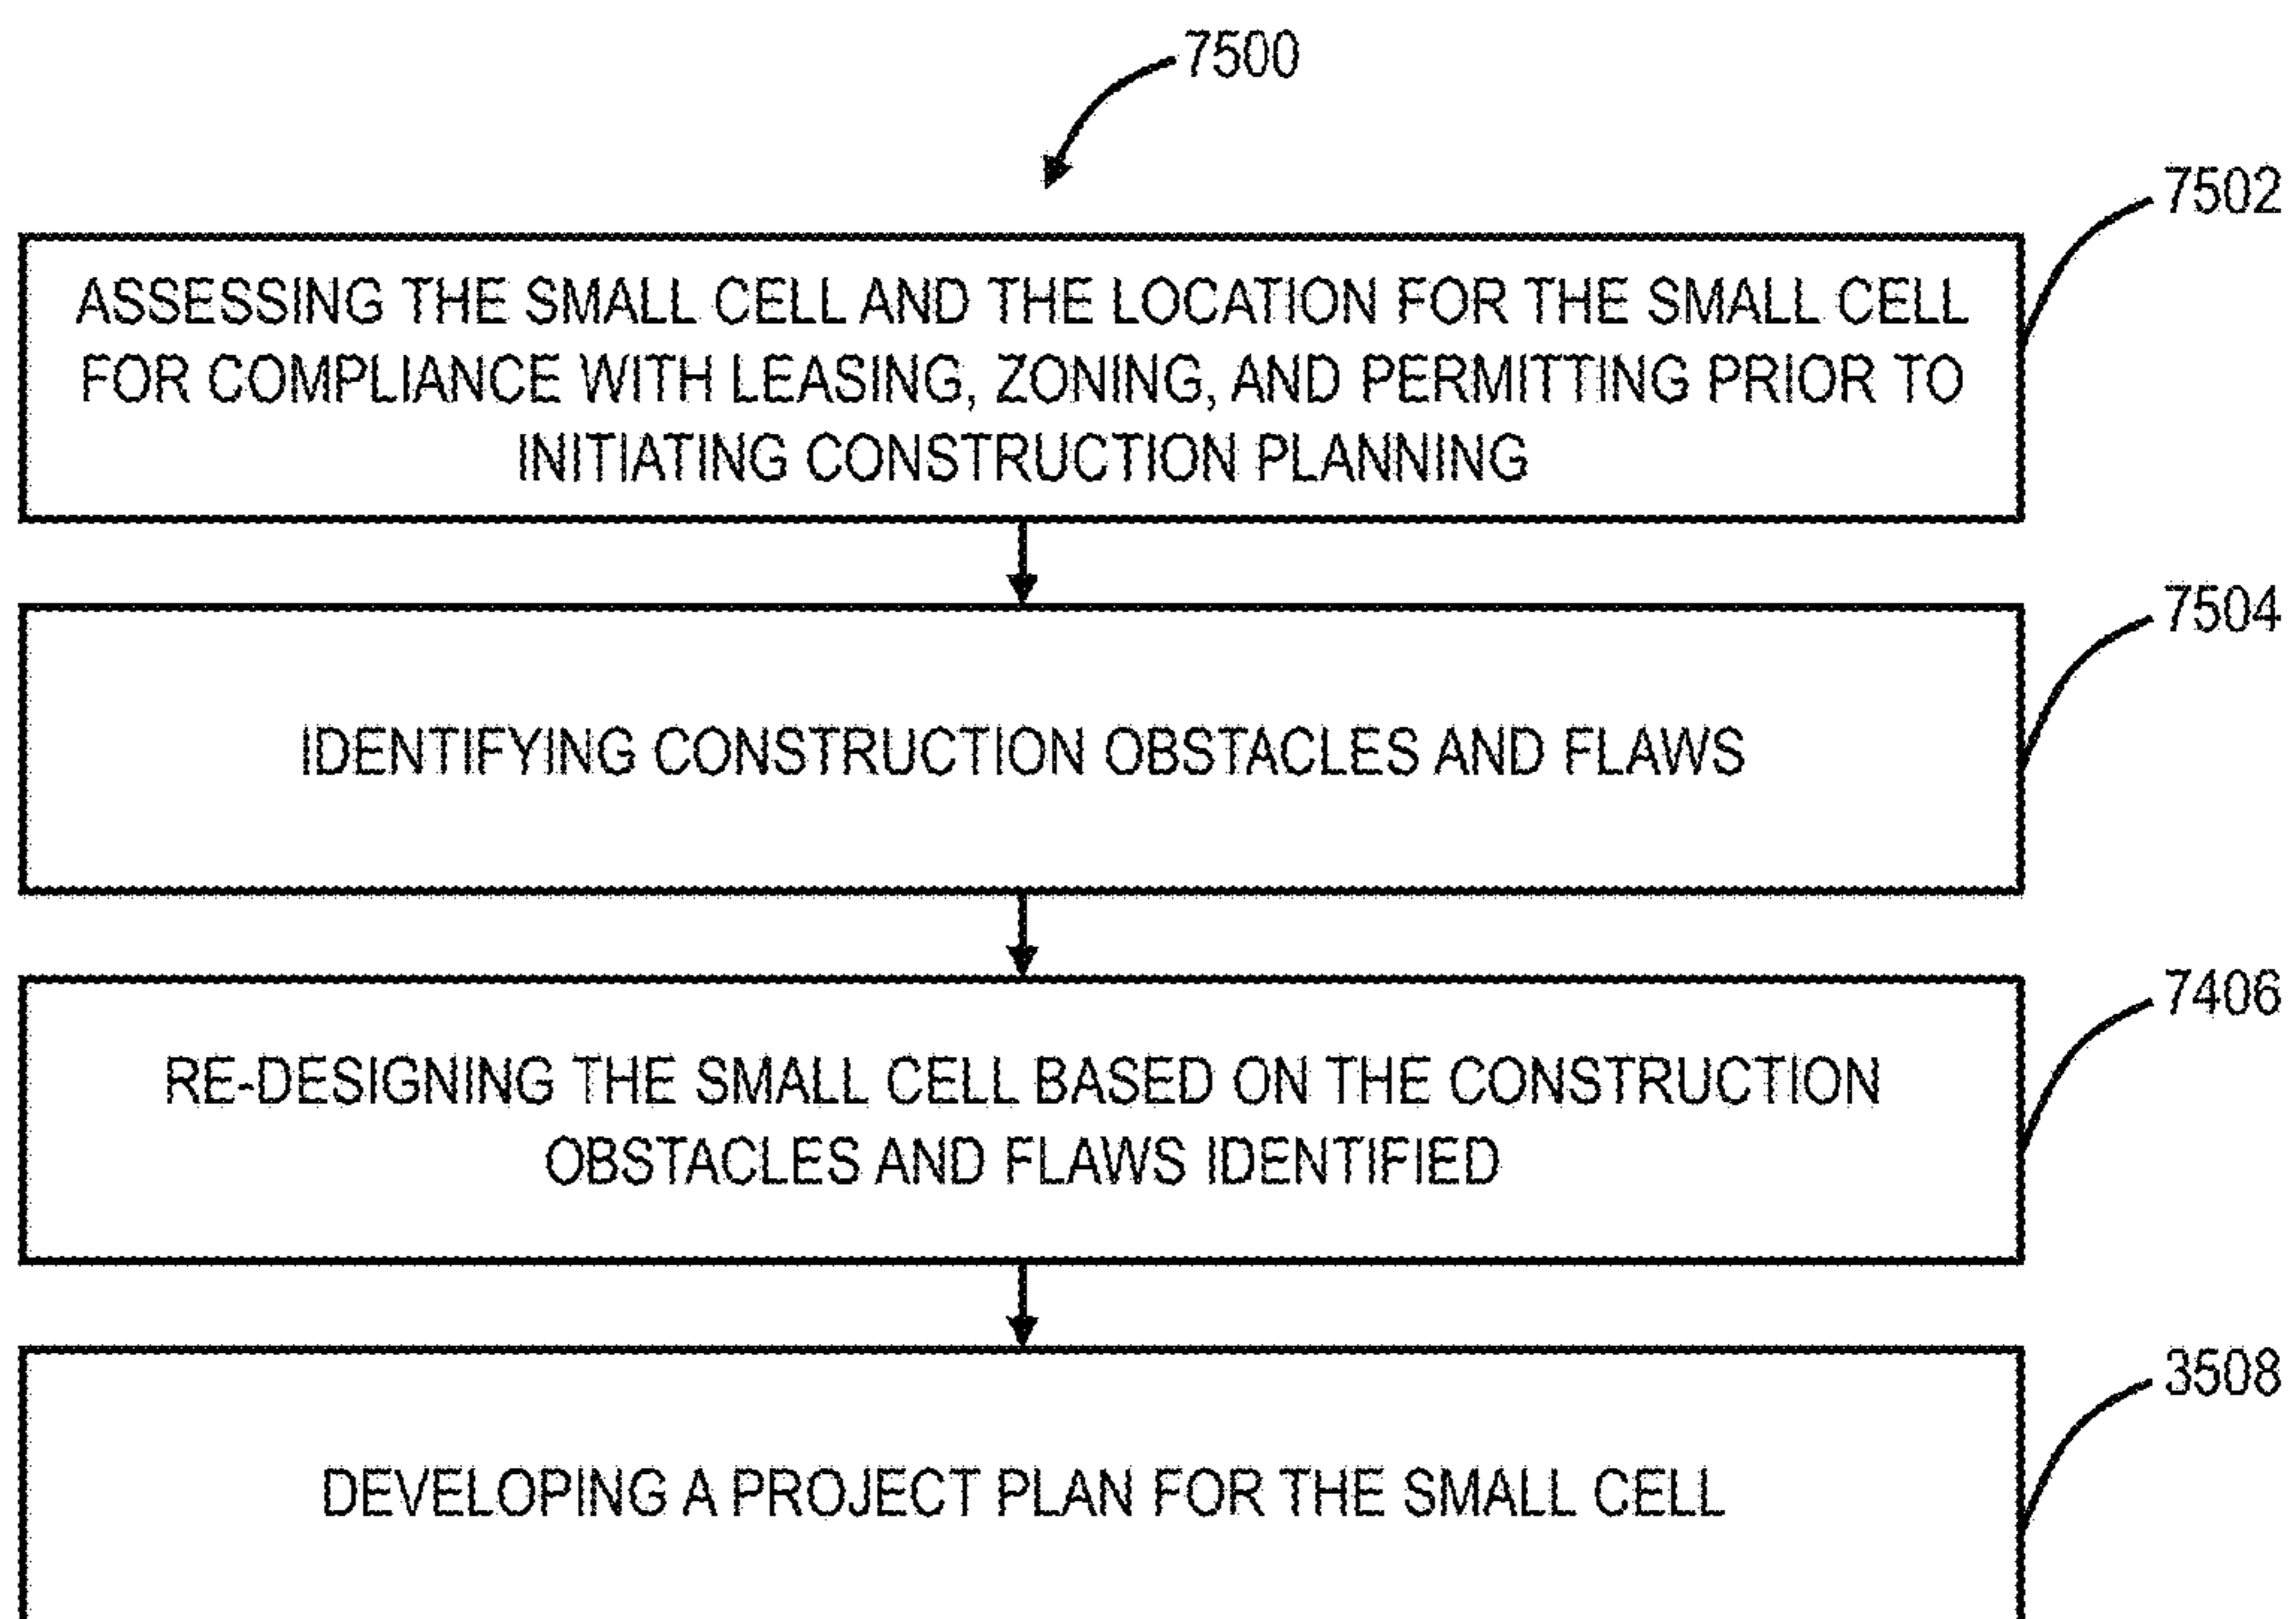 7500
7502
ASSESSING THE SMALL CELL AND THE LOCATION FOR THE SMALL CELL
FOR COMPLIANCE WITH LEASING, ZONING, AND PERMITTING PRIOR TO
INITIATING CONSTRUCTION PLANNING
7504
IDENTIFYING CONSTRUCTION OBSTACLES AND FLAWS
7406
RE-DESIGNING THE SMALL CELL BASED ON THE CONSTRUCTION
OBSTACLES AND FLAWS IDENTIFIED
3508
DEVELOPING A PROJECT PLAN FOR THE SMALL CELL